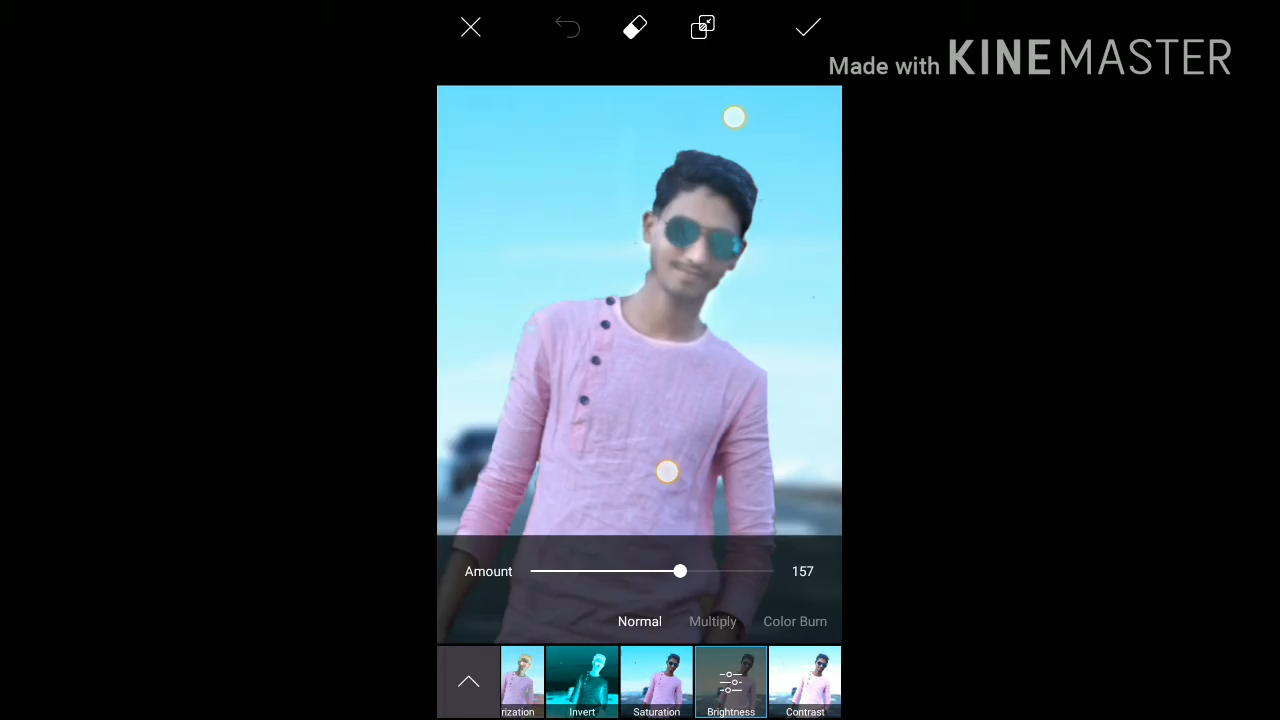 Made with KINEMASTER
Amount 157
Normal Multiply Color Burn
rization Invert Saturation Brightness Contrast